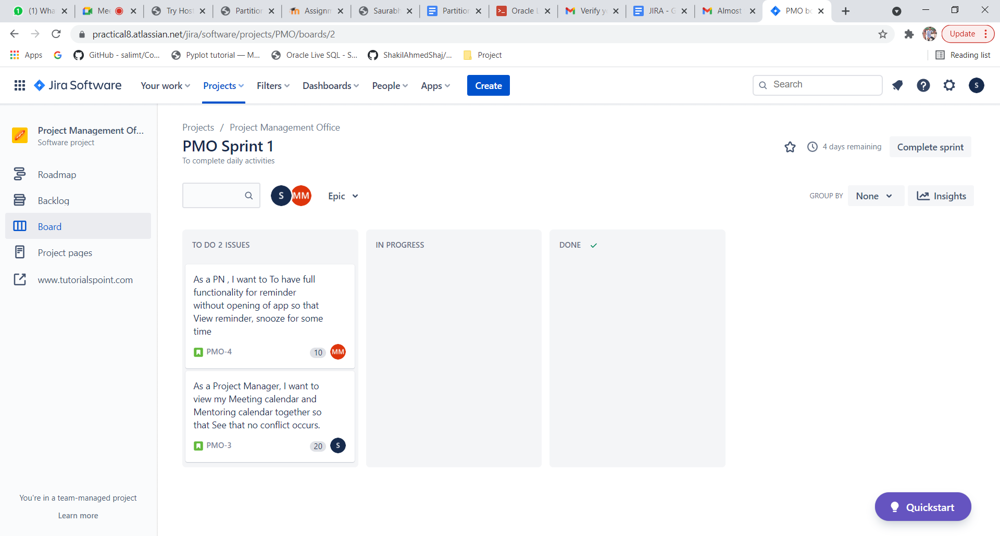 (1) Wha
Mee
Try Host
Partition
Assignm
Saurabh
Partition
Oracle L
Verify y
JIRA - G
Almost
PMO bo
practical8.atlassian.net/jira/software/projects/PMO/boards/2
Update
Apps
GitHub - salimt/Co...
Pyplot tutorial — M...
Oracle Live SQL - S...
ShakilAhmedShaj/...
Project
Reading list
Jira Software
Your work
Projects
Filters
Dashboards
People
Apps
Create
Search
S
Project Management Of...
Software project
Roadmap
Backlog
Board
Project pages
www.tutorialspoint.com
You're in a team-managed project
Learn more
Projects / Project Management Office
PMO Sprint 1
To complete daily activities
4 days remaining
Complete sprint
S
MM
Epic
GROUP BY
None
Insights
TO DO 2 ISSUES
As a PN , I want to To have full
functionality for reminder
without opening of app so that
View reminder, snooze for some
time
PMO-4
10
MM
As a Project Manager, I want to
view my Meeting calendar and
Mentoring calendar together so
that See that no conflict occurs.
PMO-3
20
S
IN PROGRESS
DONE
Quickstart